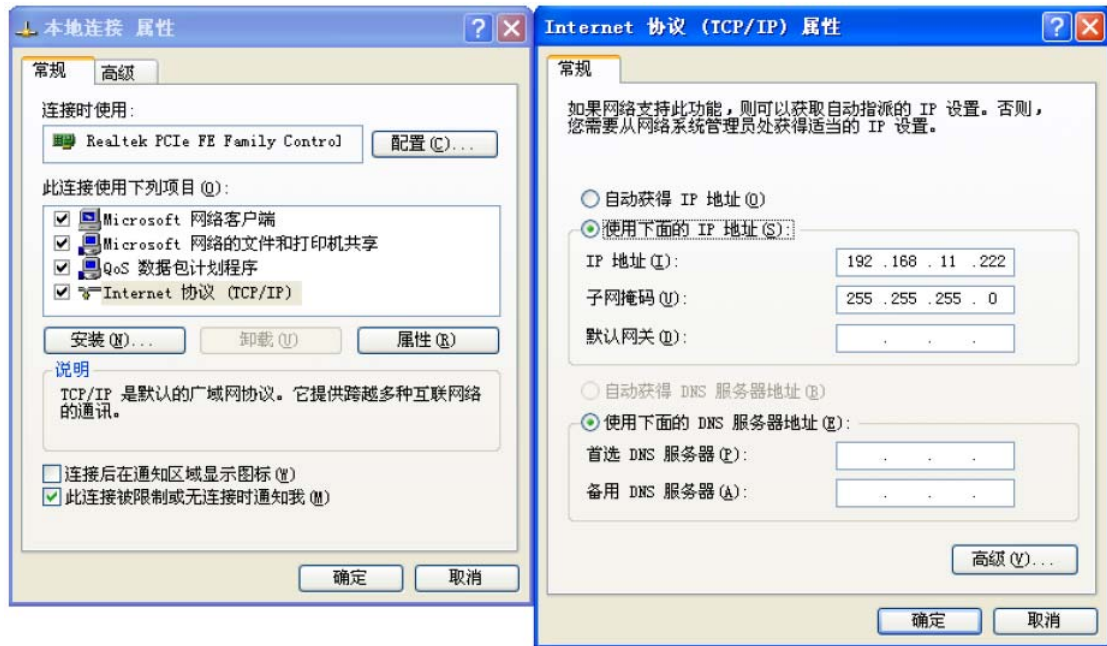 本地连接 属性
常规
高级
连接时使用:
Realtek PCIe FE Family Control
配置(C)...
此连接使用下列项目(O):
Microsoft 网络客户端
Microsoft 网络的文件和打印机共享
QoS 数据包计划程序
Internet 协议 (TCP/IP)
安装(N)...
卸载(U)
属性(R)
说明
TCP/IP 是默认的广域网协议。它提供跨越多种互联网络
的通讯。
连接后在通知区域显示图标(W)
此连接被限制或无连接时通知我(M)
确定
取消
Internet 协议 (TCP/IP) 属性
常规
如果网络支持此功能，则可以获取自动指派的 IP 设置。否则，
您需要从网络系统管理员处获得适当的 IP 设置。
自动获得 IP 地址(O)
使用下面的 IP 地址(S):
IP 地址(I):
192 .168 . 11 .222
子网掩码(U):
255 .255 .255 . 0
默认网关(D):
. . .
自动获得 DNS 服务器地址(B)
使用下面的 DNS 服务器地址(E):
首选 DNS 服务器(P):
. . .
备用 DNS 服务器(A):
. . .
高级(V)...
确定
取消